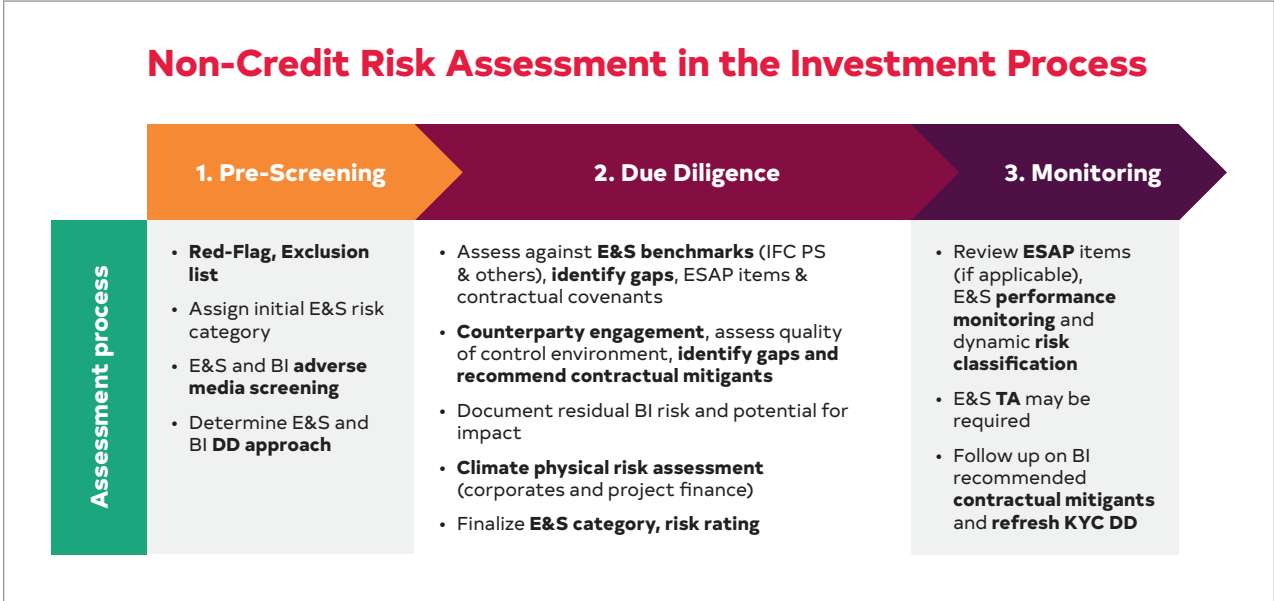 Non-Credit Risk Assessment in the Investment Process
1. Pre-Screening
2. Due Diligence
3. Monitoring
Assessment process
• Red-Flag, Exclusion
list
• Assign initial E&S risk
category
• E&S and BI adverse
media screening
• Determine E&S and
BI DD approach
• Assess against E&S benchmarks (IFC PS
& others), identify gaps, ESAP items &
contractual covenants
• Counterparty engagement, assess quality
of control environment, identify gaps and
recommend contractual mitigants
• Document residual BI risk and potential for
impact
• Climate physical risk assessment
(corporates and project finance)
• Finalize E&S category, risk rating
• Review ESAP items
(if applicable),
E&S performance
monitoring and
dynamic risk
classification
• E&S TA may be
required
• Follow up on BI
recommended
contractual mitigants
and refresh KYC DD